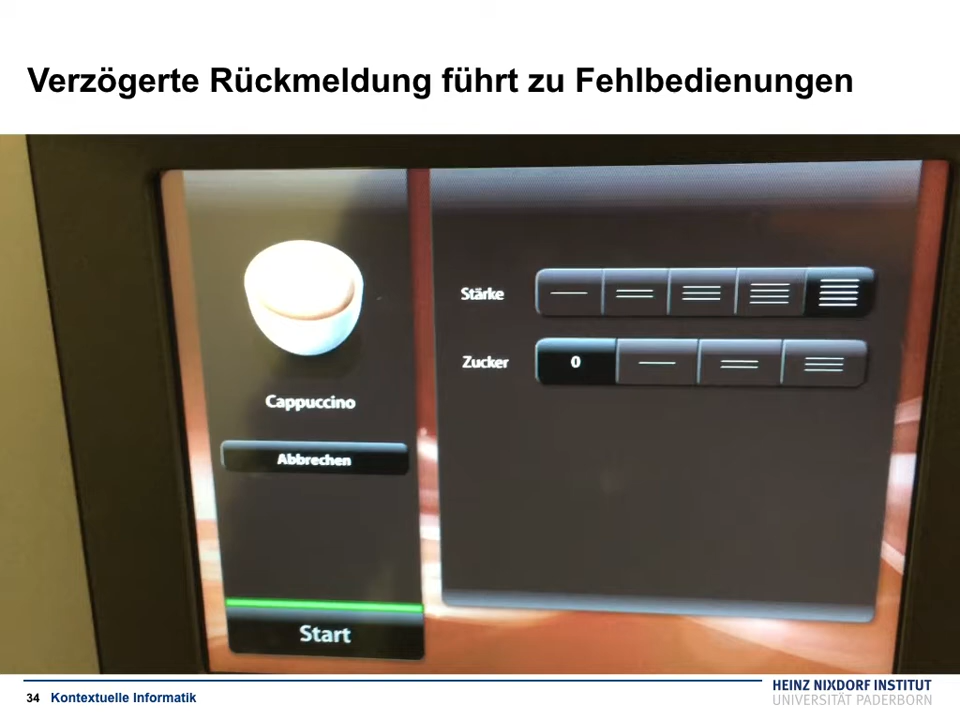 Verzögerte Rückmeldung führt zu Fehlbedienungen
Stärke
Zucker
0
Cappuccino
Abbrechen
Start
34 Kontextuelle Informatik
HEINZ NIXDORF INSTITUT
UNIVERSITÄT PADERBORN